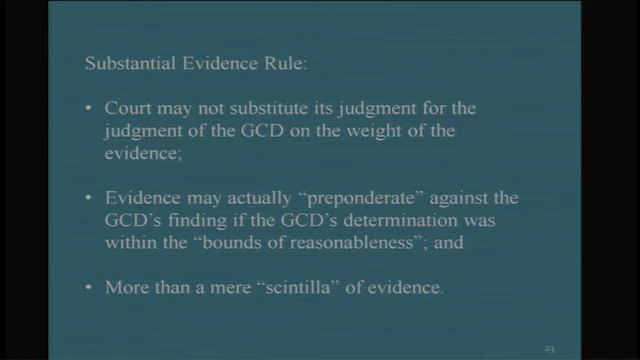 Substantial Evidence Rule:
• Court may not substitute its judgment for the
judgment of the GCD on the weight of the
evidence;
• Evidence may actually “preponderate” against the
GCD’s finding if the GCD’s determination was
within the “bounds of reasonableness”; and
• More than a mere “scintilla” of evidence.
23